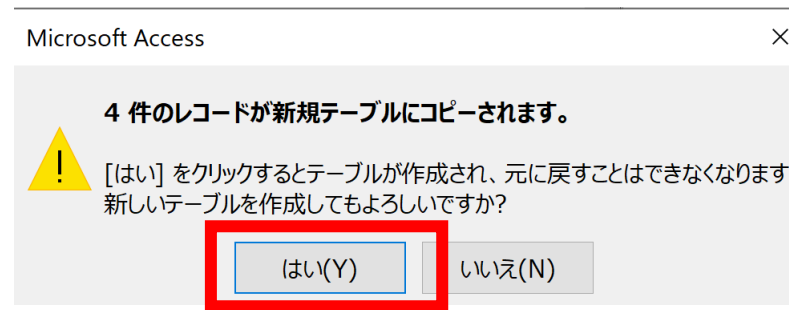 Microsoft Access
4 件のレコードが新規テーブルにコピーされます。
[はい] をクリックするとテーブルが作成され、元に戻すことはできなくなります
新しいテーブルを作成してもよろしいですか?
はい(Y)
いいえ(N)